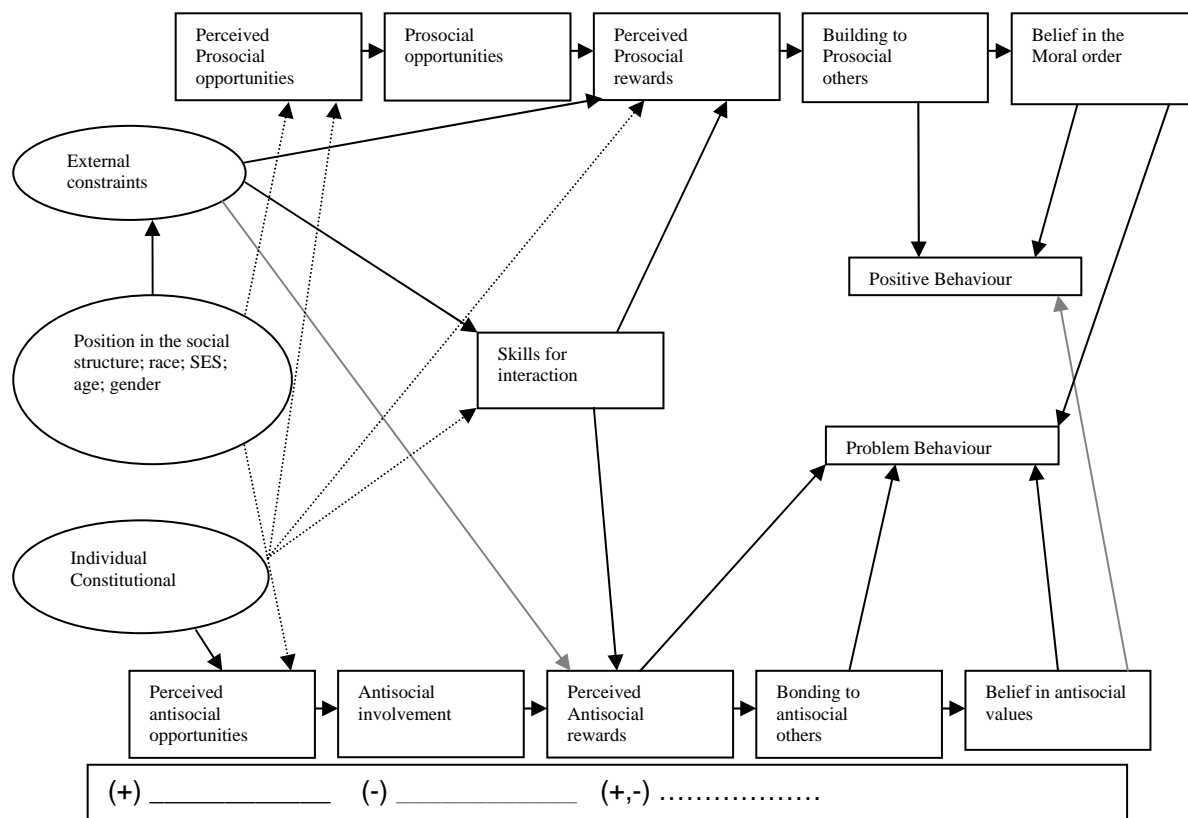 Perceived
Prosocial
opportunities
Prosocial
opportunities
Perceived
Prosocial
rewards
Building to
Prosocial
others
Belief in the
Moral order
External
constraints
Positive Behaviour
Position in the social
structure; race; SES;
age; gender
Skills for
interaction
Problem Behaviour
Individual
Constitutional
Perceived
antisocial
opportunities
Antisocial
involvement
Perceived
Antisocial
rewards
Bonding to
antisocial
others
Belief in antisocial
values
(+) ____________ (-) ____________ (+,-) ………………